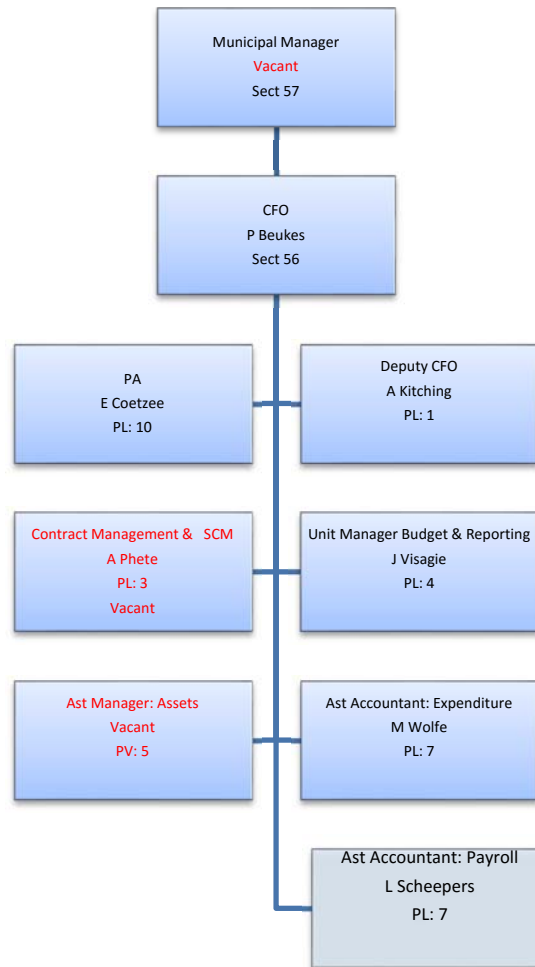 Municipal Manager
Vacant
Sect 57
CFO
P Beukes
Sect 56
PA
E Coetzee
PL: 10
Deputy CFO
A Kitching
PL: 1
Contract Management & SCM
A Phete
PL: 3
Vacant
Unit Manager Budget & Reporting
J Visagie
PL: 4
Ast Manager: Assets
Vacant
PV: 5
Ast Accountant: Expenditure
M Wolfe
PL: 7
Ast Accountant: Payroll
L Scheepers
PL: 7